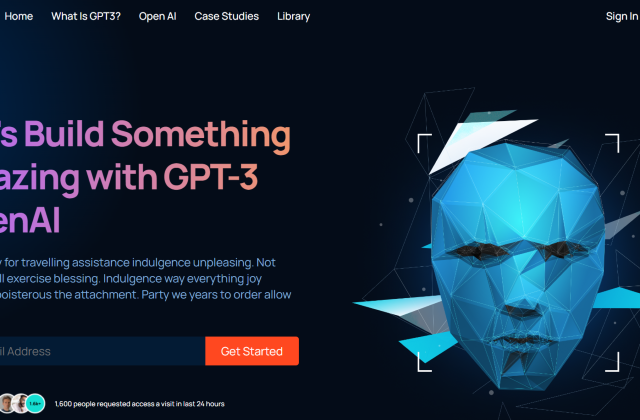 Home What Is GPT3? Open AI Case Studies Library Sign In
's Build Something
azing with GPT-3
enAI
y for travelling assistance indulgence unpleasing. Not
ll exercise blessing. Indulgence way everything joy
boisterous the attachment. Party we years to order allow
il Address Get Started
1,600 people requested access a visit in last 24 hours